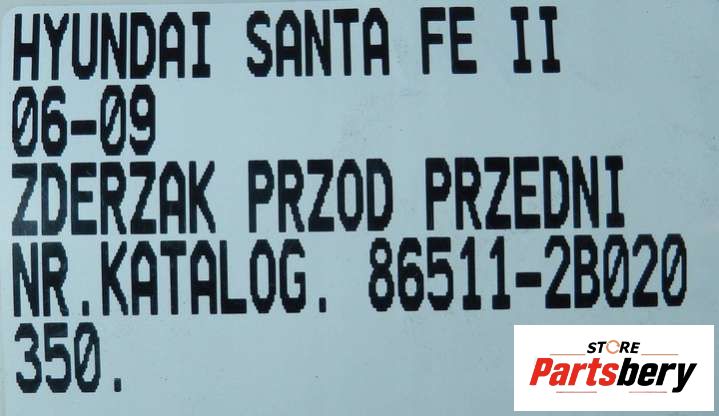 HYUNDAI SANTA FE II
06-09
ZDERZAK PRZOD PRZEDNI
NR.KATALOG. 86511-2B020
350.
STORE
Partsbery